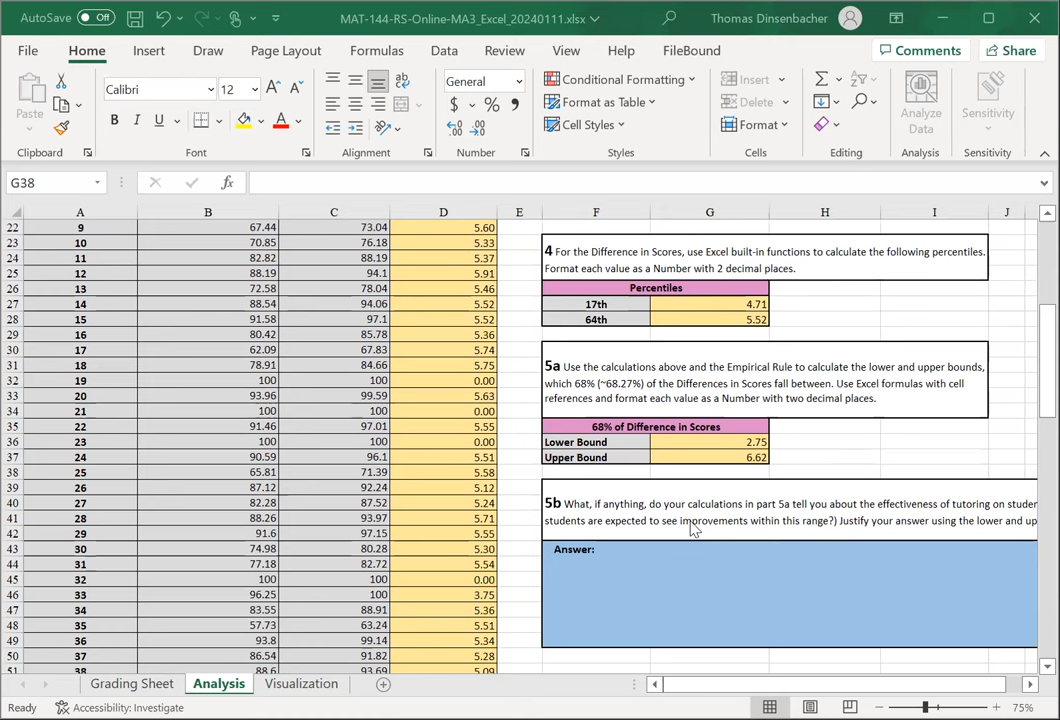 AutoSave Off MAT-144-RS-Online-MA3_Excel_20240111.xlsx Thomas Dinsenbacher
File Home Insert Draw Page Layout Formulas Data Review View Help FileBound Comments Share
Paste Calibri 12 A A ab General Conditional Formatting Insert Analyze Data Sensitivity
B I U A $ % , Format as Table Delete
Cell Styles Format
Clipboard Font Alignment Number Styles Cells Editing Analysis Sensitivity
G38 fx
A B C D E F G H I J
22 9 67.44 73.04 5.60
23 10 70.85 76.18 5.33
24 11 82.82 88.19 5.37
25 12 88.19 94.1 5.91
26 13 72.58 78.04 5.46
27 14 88.54 94.06 5.52
28 15 91.58 97.1 5.52
29 16 80.42 85.78 5.36
30 17 62.09 67.83 5.74
31 18 78.91 84.66 5.75
32 19 100 100 0.00
33 20 93.96 99.59 5.63
34 21 100 100 0.00
35 22 91.46 97.01 5.55
36 23 100 100 0.00
37 24 90.59 96.1 5.51
38 25 65.81 71.39 5.58
39 26 87.12 92.24 5.12
40 27 82.28 87.52 5.24
41 28 88.26 93.97 5.71
42 29 91.6 97.15 5.55
43 30 74.98 80.28 5.30
44 31 77.18 82.72 5.54
45 32 100 100 0.00
46 33 96.25 100 3.75
47 34 83.55 88.91 5.36
48 35 57.73 63.24 5.51
49 36 93.8 99.14 5.34
50 37 86.54 91.82 5.28
51 38 88.6 93.69 5.09
4 For the Difference in Scores, use Excel built-in functions to calculate the following percentiles.
Format each value as a Number with 2 decimal places.
Percentiles
17th 4.71
64th 5.52
5a Use the calculations above and the Empirical Rule to calculate the lower and upper bounds,
which 68% (~68.27%) of the Differences in Scores fall between. Use Excel formulas with cell
references and format each value as a Number with two decimal places.
68% of Difference in Scores
Lower Bound 2.75
Upper Bound 6.62
5b What, if anything, do your calculations in part 5a tell you about the effectiveness of tutoring on studen
students are expected to see improvements within this range?) Justify your answer using the lower and up
Answer:
Grading Sheet Analysis Visualization
Ready Accessibility: Investigate 75%